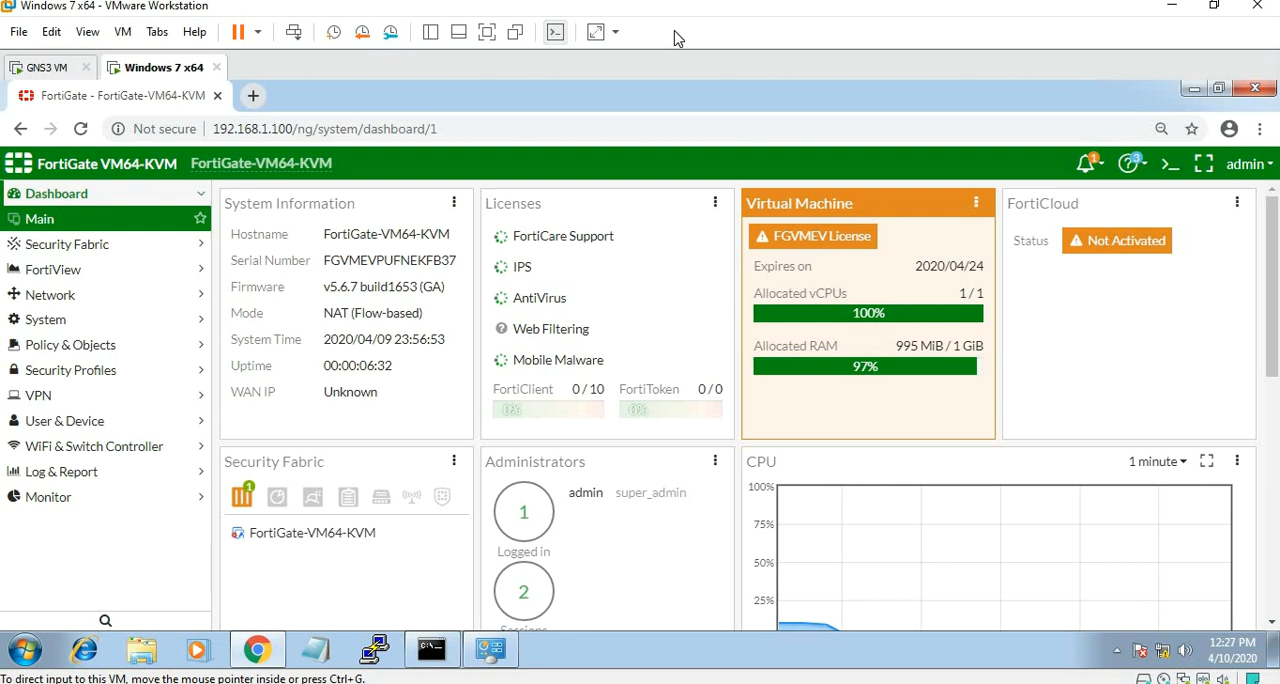 Windows 7 x64 - VMware Workstation
File Edit View VM Tabs Help
GNS3 VM Windows 7 x64
FortiGate - FortiGate-VM64-KVM
Not secure 192.168.1.100/ng/system/dashboard/1
FortiGate VM64-KVM FortiGate-VM64-KVM 1 3 admin
Dashboard
Main
Security Fabric
FortiView
Network
System
Policy & Objects
Security Profiles
VPN
User & Device
WiFi & Switch Controller
Log & Report
Monitor
System Information
Hostname FortiGate-VM64-KVM
Serial Number FGVMEVPUFNEKFB37
Firmware v5.6.7 build1653 (GA)
Mode NAT (Flow-based)
System Time 2020/04/09 23:56:53
Uptime 00:00:06:32
WAN IP Unknown
Licenses
FortiCare Support
IPS
AntiVirus
Web Filtering
Mobile Malware
FortiClient 0 / 10 FortiToken 0 / 0
0% 0%
Virtual Machine
FGVMEV License
Expires on 2020/04/24
Allocated vCPUs 1 / 1
100%
Allocated RAM 995 MiB / 1 GiB
97%
FortiCloud
Status Not Activated
Security Fabric
1
FortiGate-VM64-KVM
Administrators
1 admin super_admin
Logged in
2
Sessions
CPU 1 minute
100%
75%
50%
25%
12:27 PM
4/10/2020
To direct input to this VM, move the mouse pointer inside or press Ctrl+G.